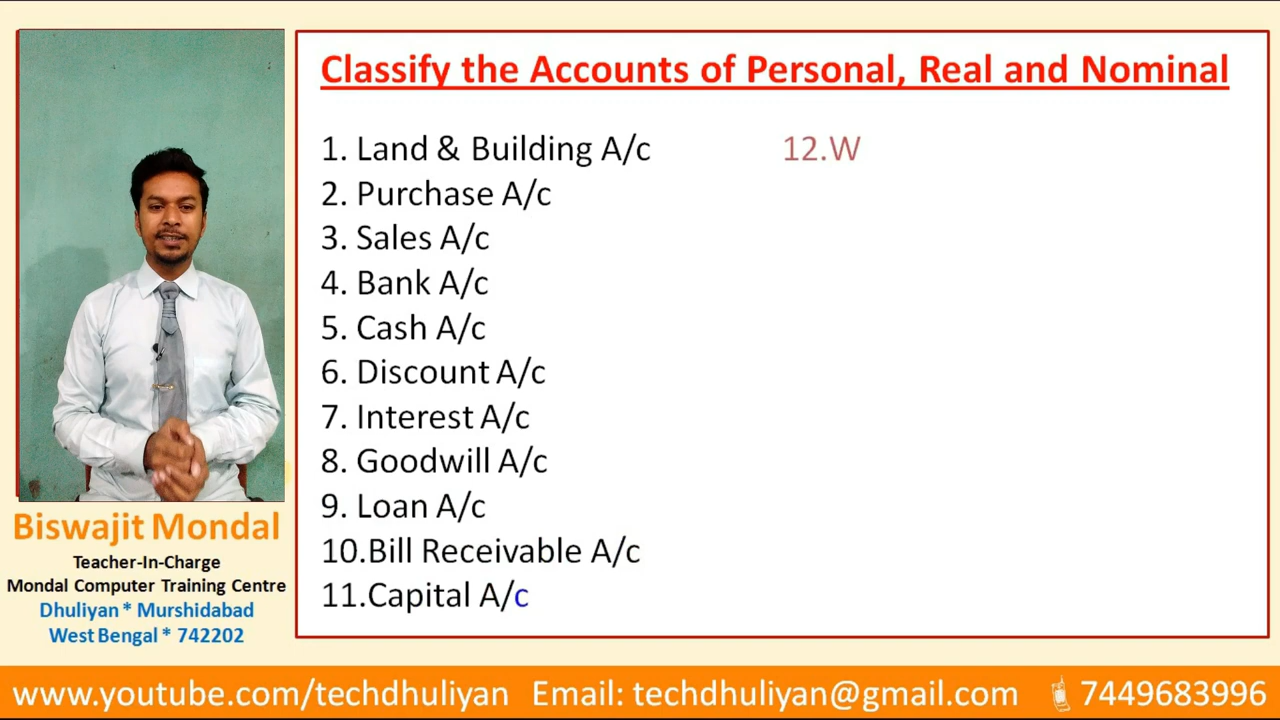 Classify the Accounts of Personal, Real and Nominal
1. Land & Building A/c
2. Purchase A/c
3. Sales A/c
4. Bank A/c
5. Cash A/c
6. Discount A/c
7. Interest A/c
8. Goodwill A/c
9. Loan A/c
10.Bill Receivable A/c
11.Capital A/c
12.W
Biswajit Mondal
Teacher-In-Charge
Mondal Computer Training Centre
Dhuliyan * Murshidabad
West Bengal * 742202
www.youtube.com/techdhuliyan Email: techdhuliyan@gmail.com 7449683996